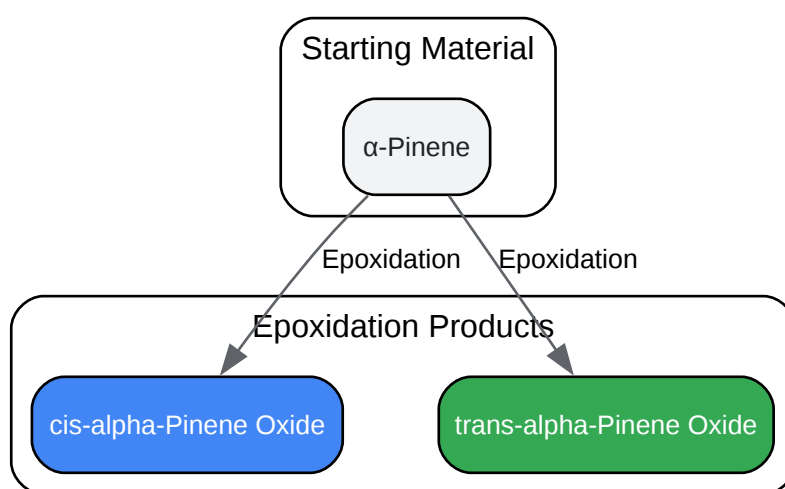 Starting Material
α-Pinene
Epoxidation
Epoxidation
Epoxidation Products
cis-alpha-Pinene Oxide
trans-alpha-Pinene Oxide